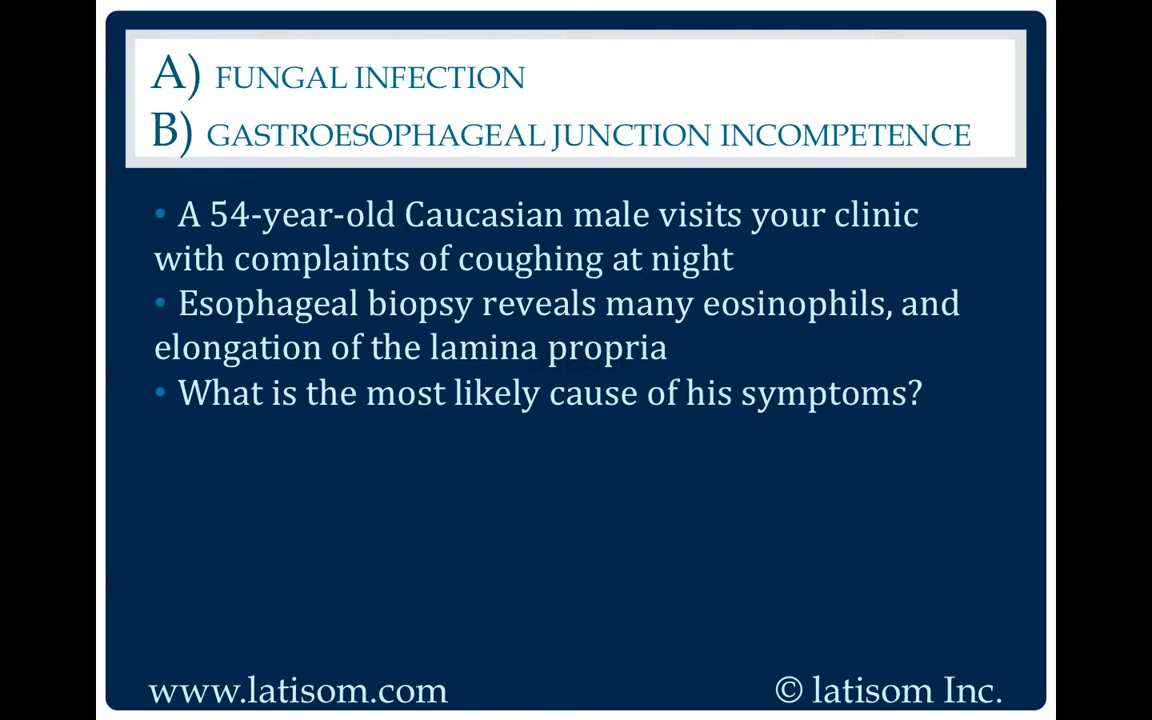 A) FUNGAL INFECTION
B) GASTROESOPHAGEAL JUNCTION INCOMPETENCE
• A 54-year-old Caucasian male visits your clinic
with complaints of coughing at night
• Esophageal biopsy reveals many eosinophils, and
elongation of the lamina propria
• What is the most likely cause of his symptoms?
www.latisom.com
© latisom Inc.